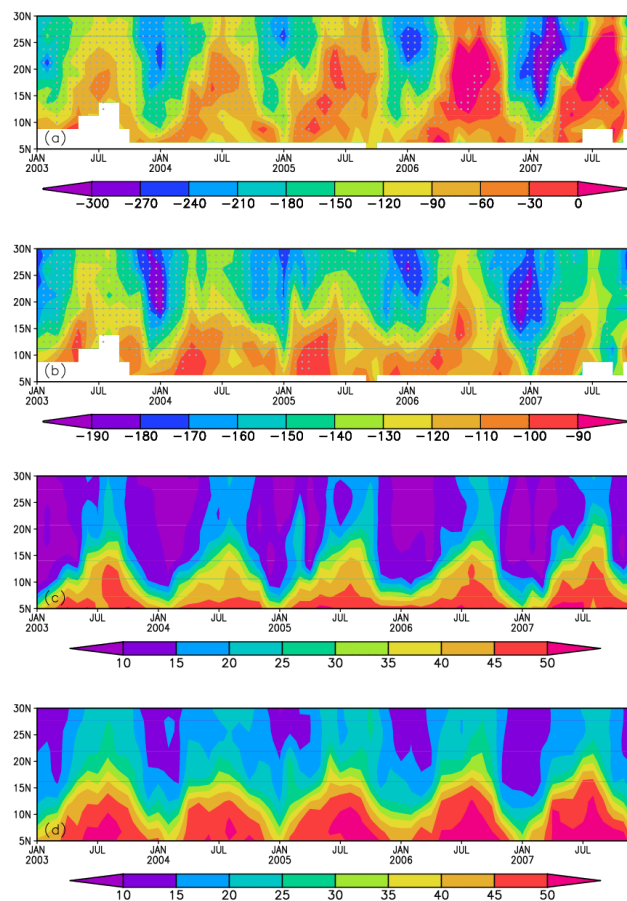 30N
25N
20N
15N
10N
5N
(a)
JAN JUL JAN JUL JAN JUL JAN JUL JAN JUL
2003 2004 2005 2006 2007
-300 -270 -240 -210 -180 -150 -120 -90 -60 -30 0
30N
25N
20N
15N
10N
5N
(b)
JAN JUL JAN JUL JAN JUL JAN JUL JAN JUL
2003 2004 2005 2006 2007
-190 -180 -170 -160 -150 -140 -130 -120 -110 -100 -90
30N
25N
20N
15N
10N
5N
(c)
JAN JUL JAN JUL JAN JUL JAN JUL JAN JUL
2003 2004 2005 2006 2007
10 15 20 25 30 35 40 45 50
30N
25N
20N
15N
10N
5N
(d)
JAN JUL JAN JUL JAN JUL JAN JUL JAN JUL
2003 2004 2005 2006 2007
10 15 20 25 30 35 40 45 50